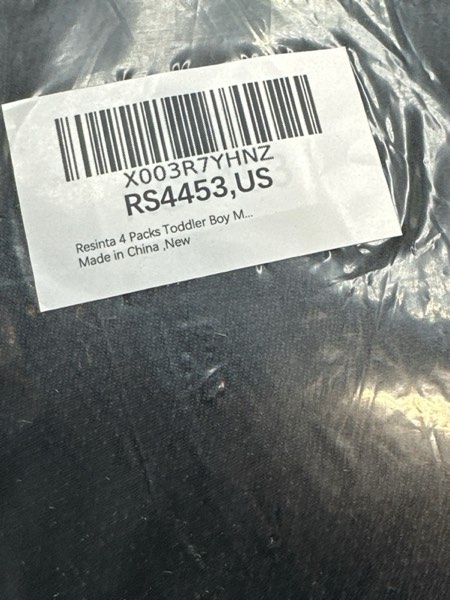 X003R7YHNZ
RS4453,US
Resinta 4 Packs Toddler Boy M...
Made in China ,New